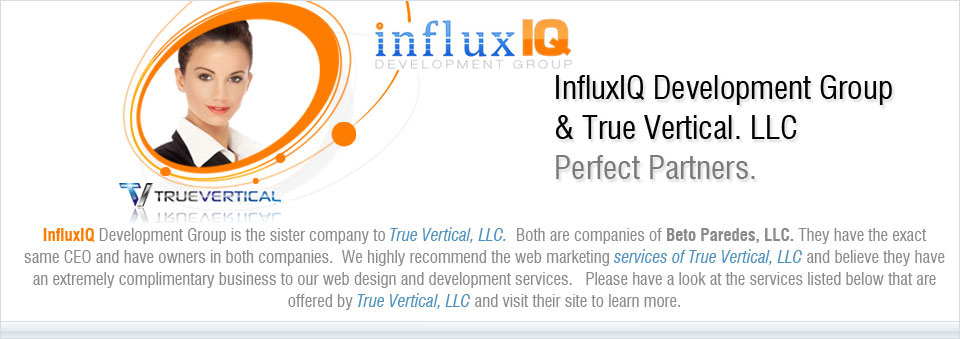 influxIQ
DEVELOPMENT GROUP
InfluxIQ Development Group
& True Vertical. LLC
Perfect Partners.
TV TRUEVERTICAL
InfluxIQ Development Group is the sister company to True Vertical, LLC. Both are companies of Beto Paredes, LLC. They have the exact
same CEO and have owners in both companies. We highly recommend the web marketing services of True Vertical, LLC and believe they have
an extremely complimentary business to our web design and development services. Please have a look at the services listed below that are
offered by True Vertical, LLC and visit their site to learn more.